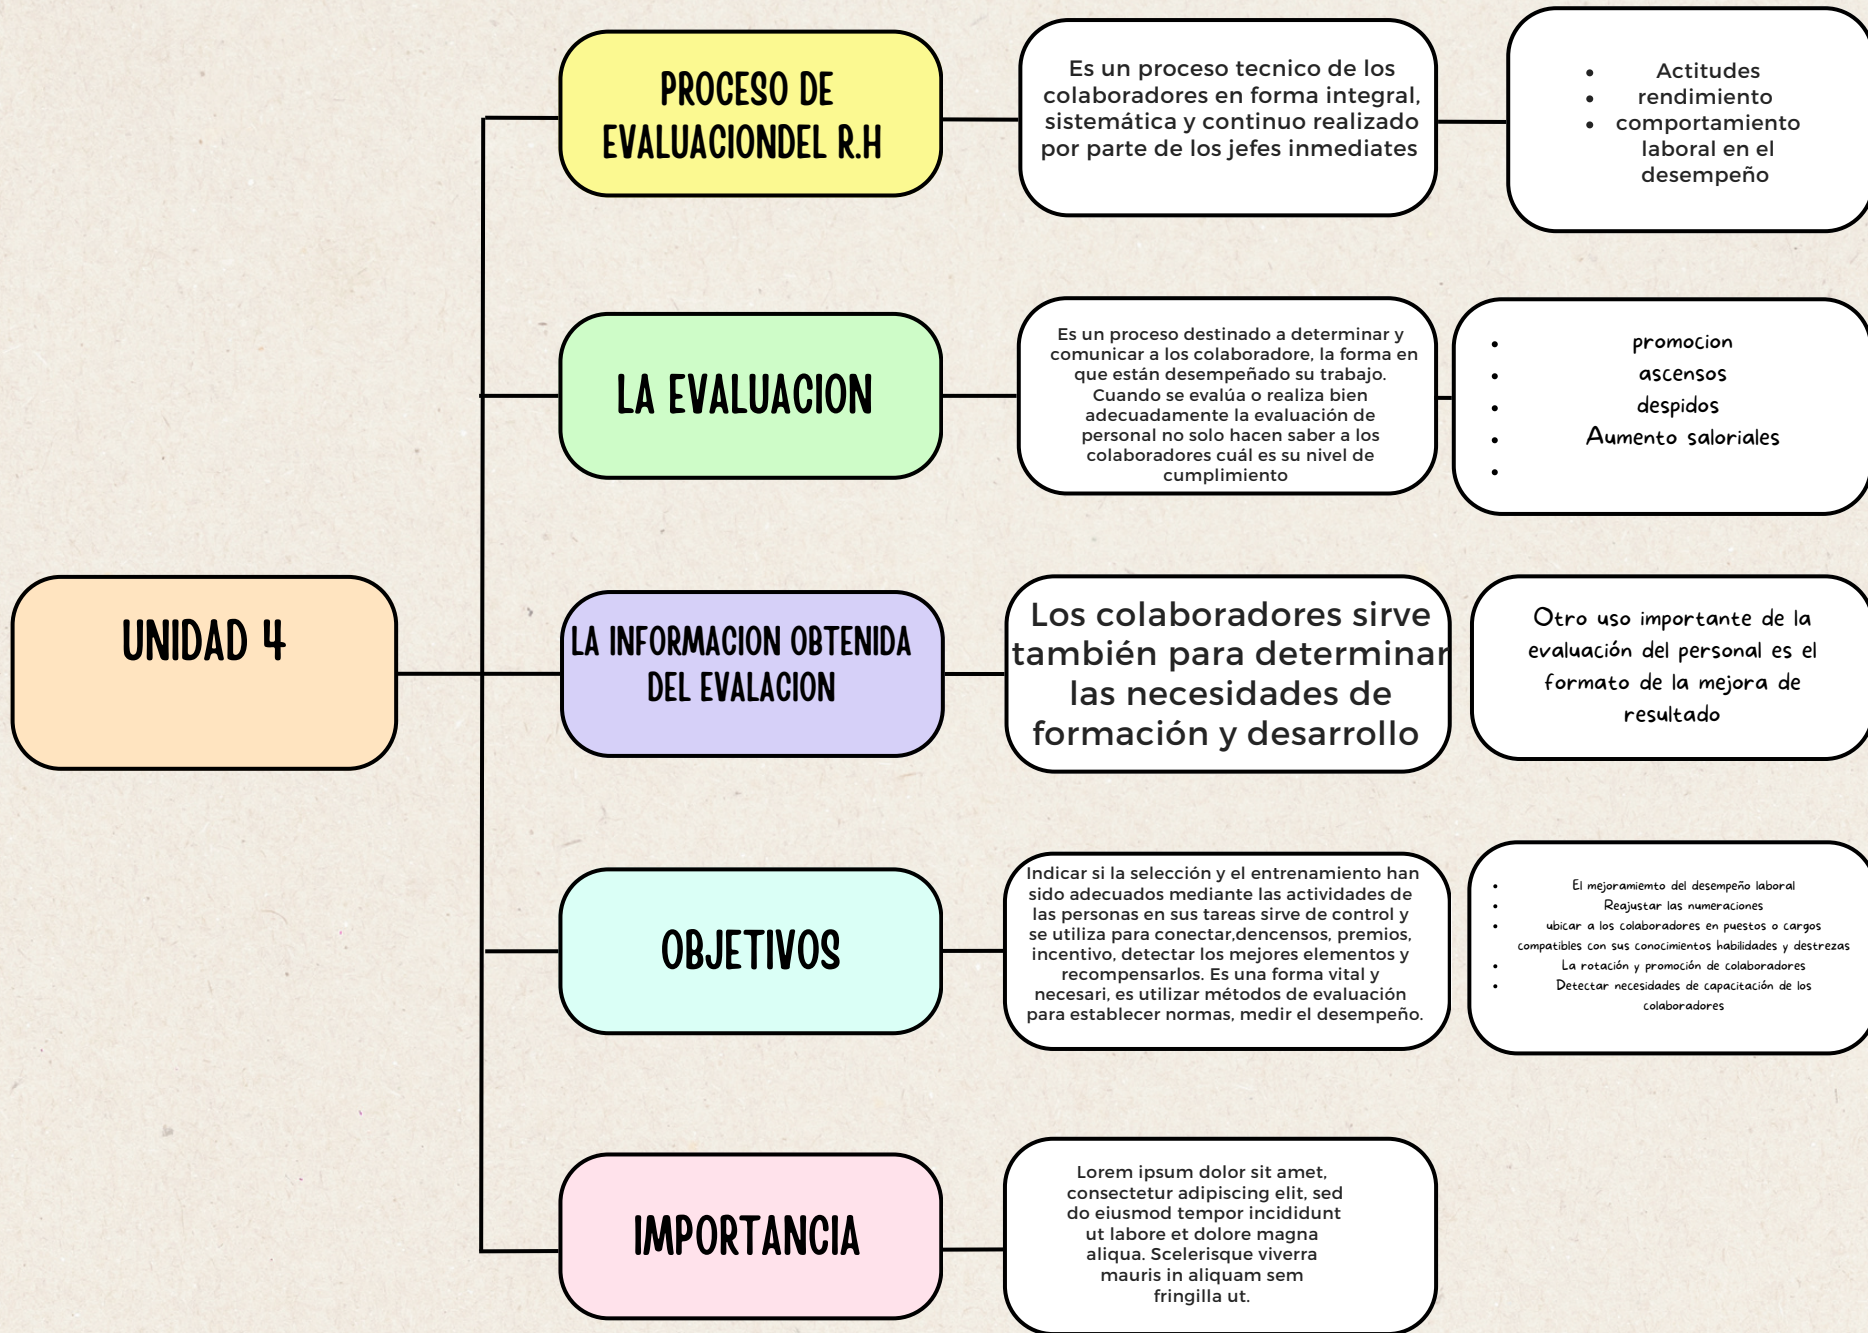 UNIDAD 4
PROCESO DE
EVALUACIONDEL R.H
Es un proceso tecnico de los
colaboradores en forma integral,
sistemática y continuo realizado
por parte de los jefes inmediates
• Actitudes
• rendimiento
• comportamiento
laboral en el
desempeño
LA EVALUACION
Es un proceso destinado a determinar y
comunicar a los colaboradore, la forma en
que están desempeñado su trabajo.
Cuando se evalúa o realiza bien
adecuadamente la evaluación de
personal no solo hacen saber a los
colaboradores cuál es su nivel de
cumplimiento
• promocion
• ascensos
• despidos
• Aumento saloriales
•
LA INFORMACION OBTENIDA
DEL EVALACION
Los colaboradores sirve
también para determinar
las necesidades de
formación y desarrollo
Otro uso importante de la
evaluación del personal es el
formato de la mejora de
resultado
OBJETIVOS
Indicar si la selección y el entrenamiento han
sido adecuados mediante las actividades de
las personas en sus tareas sirve de control y
se utiliza para conectar,dencensos, premios,
incentivo, detectar los mejores elementos y
recompensarlos. Es una forma vital y
necesari, es utilizar métodos de evaluación
para establecer normas, medir el desempeño.
• El mejoramiemto del desempeño laboral
• Reajustar las numeraciones
• ubicar a los colaboradores en puestos o cargos
compatibles con sus conocimientos habilidades y destrezas
• La rotación y promoción de colaboradores
• Detectar necesidades de capacitación de los
colaboradores
IMPORTANCIA
Lorem ipsum dolor sit amet,
consectetur adipiscing elit, sed
do eiusmod tempor incididunt
ut labore et dolore magna
aliqua. Scelerisque viverra
mauris in aliquam sem
fringilla ut.